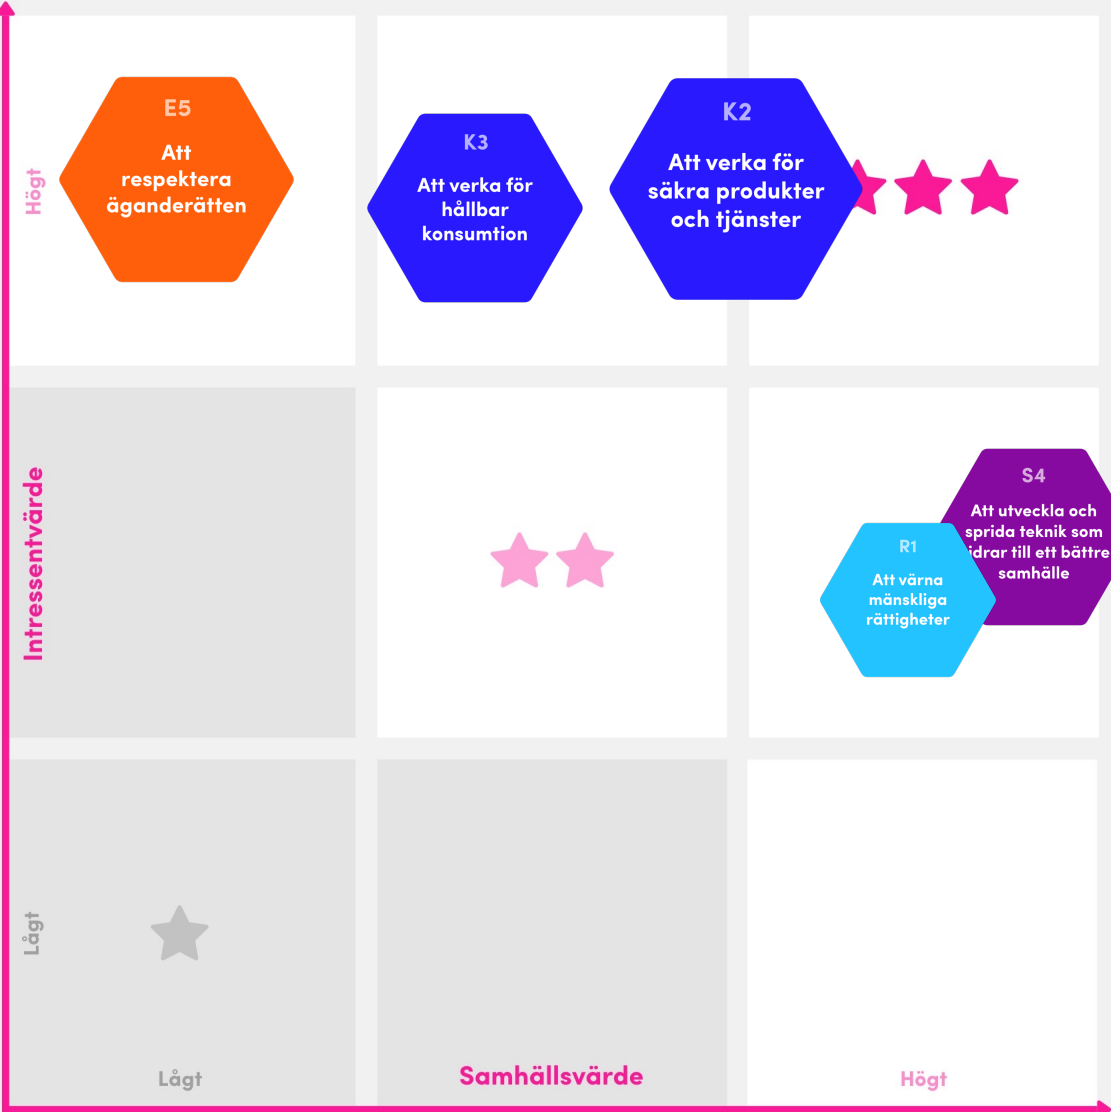 E5
Att
respektera
äganderätten
K3
Att verka för
hållbar
konsumtion
K2
Att verka för
säkra produkter
och tjänster
Högt
Intressentvärde
S4
Att utveckla och
sprida teknik som
till ett bättre
samhälle
R1
Att värna
mänskliga
rättigheter
Lågt
Lågt
Samhällsvärde
Högt